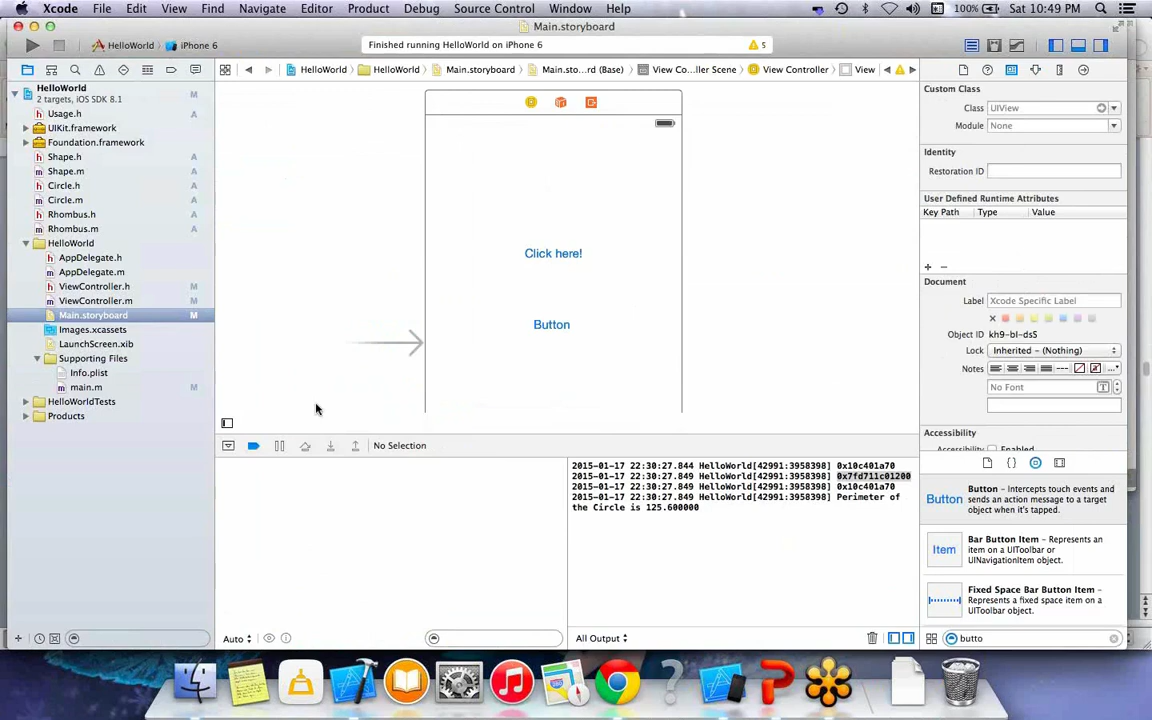 Xcode File Edit View Find Navigate Editor Product Debug Source Control Window Help 100% Sat 10:49 PM
Main.storyboard
HelloWorld iPhone 6 Finished running HelloWorld on iPhone 6 5
HelloWorld HelloWorld Main.storyboard Main.sto...rd (Base) View Co...ller Scene View Controller View
HelloWorld M
2 targets, iOS SDK 8.1
Usage.h A
UIKit.framework
Foundation.framework
Shape.h A
Shape.m A
Circle.h A
Circle.m A
Rhombus.h A
Rhombus.m A
HelloWorld
AppDelegate.h
AppDelegate.m
ViewController.h M
ViewController.m M
Main.storyboard M
Images.xcassets
LaunchScreen.xib
Supporting Files
Info.plist
main.m M
HelloWorldTests
Products
Click here!
Button
No Selection
2015-01-17 22:30:27.844 HelloWorld[42991:3958398] 0x10c401a70
2015-01-17 22:30:27.849 HelloWorld[42991:3958398] 0x7fd711c01200
2015-01-17 22:30:27.849 HelloWorld[42991:3958398] 0x10c401a70
2015-01-17 22:30:27.849 HelloWorld[42991:3958398] Perimeter of
the Circle is 125.600000
Auto
All Output
Custom Class
Class UIView
Module None
Identity
Restoration ID
User Defined Runtime Attributes
Key Path Type Value
Document
Label Xcode Specific Label
Object ID kh9-bI-dsS
Lock Inherited - (Nothing)
Notes
No Font
Accessibility
Accessibility Enabled
Button Button - Intercepts touch events and
sends an action message to a target
object when it's tapped.
Item Bar Button Item - Represents an
item on a UIToolbar or
UINavigationItem object.
Fixed Space Bar Button Item -
Represents a fixed space item on a
UIToolbar object.
butto